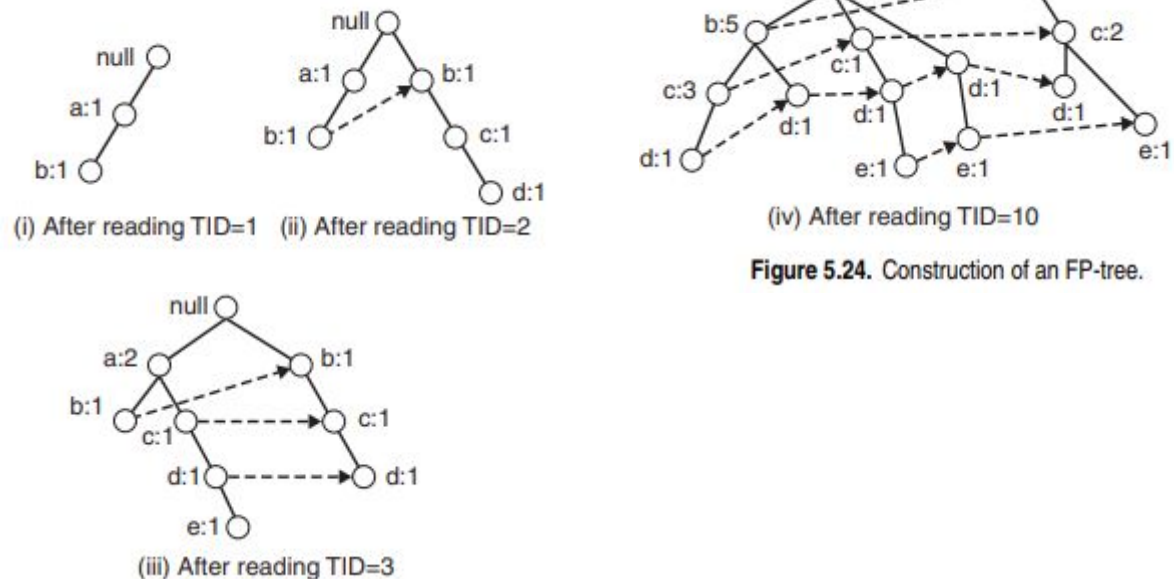 null
a:1
b:1
(i) After reading TID=1
null
a:1
b:1
b:1
c:1
d:1
(ii) After reading TID=2
null
a:2
b:1
b:1
c:1
c:1
d:1
d:1
e:1
(iii) After reading TID=3
b:5
c:2
c:1
c:3
d:1
d:1
d:1
d:1
d:1
e:1
e:1
e:1
(iv) After reading TID=10
Figure 5.24. Construction of an FP-tree.